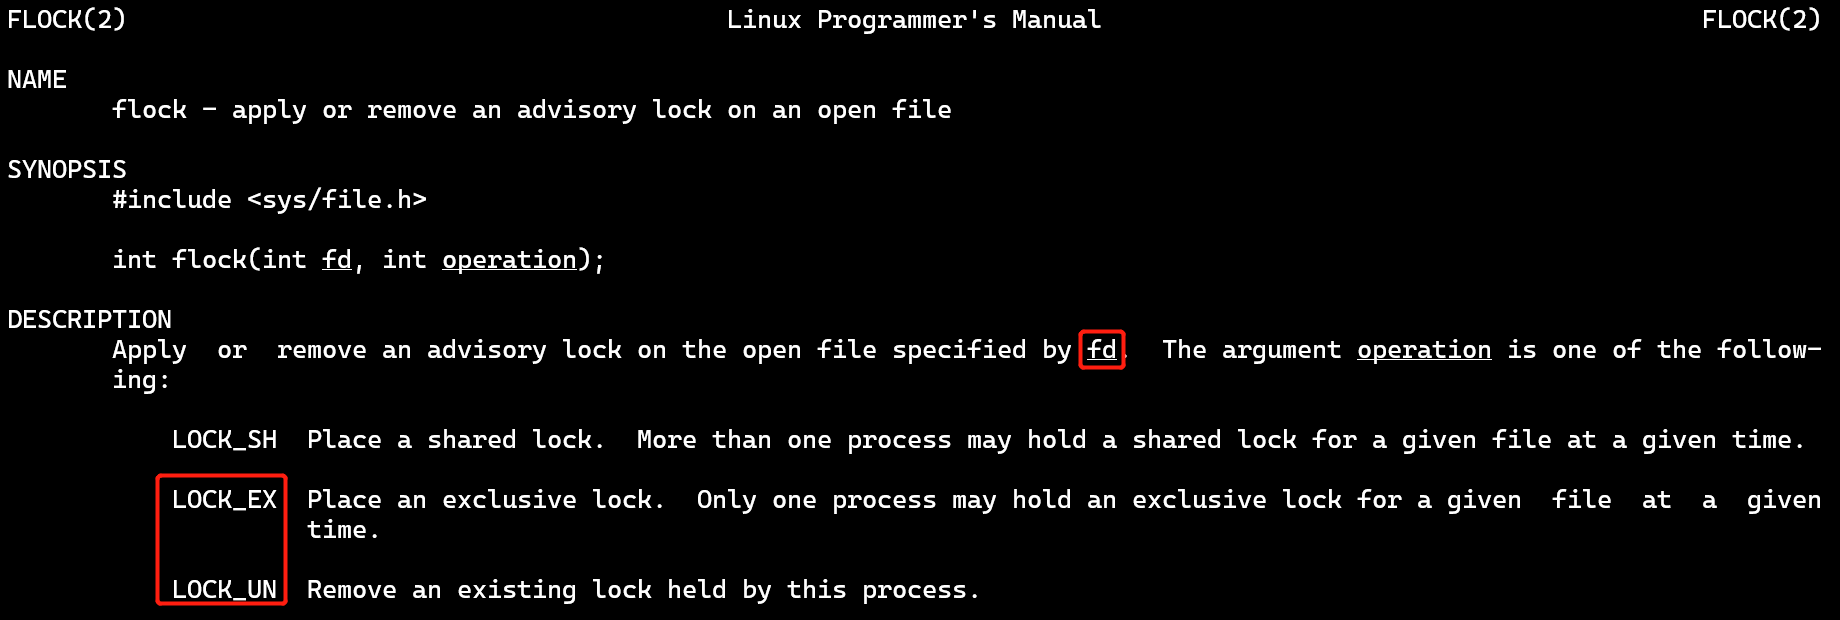 FLOCK(2) Linux Programmer's Manual FLOCK(2)
NAME
flock - apply or remove an advisory lock on an open file
SYNOPSIS
#include <sys/file.h>
int flock(int fd, int operation);
DESCRIPTION
Apply or remove an advisory lock on the open file specified by fd. The argument operation is one of the follow-
ing:
LOCK_SH Place a shared lock. More than one process may hold a shared lock for a given file at a given time.
LOCK_EX Place an exclusive lock. Only one process may hold an exclusive lock for a given file at a given
time.
LOCK_UN Remove an existing lock held by this process.